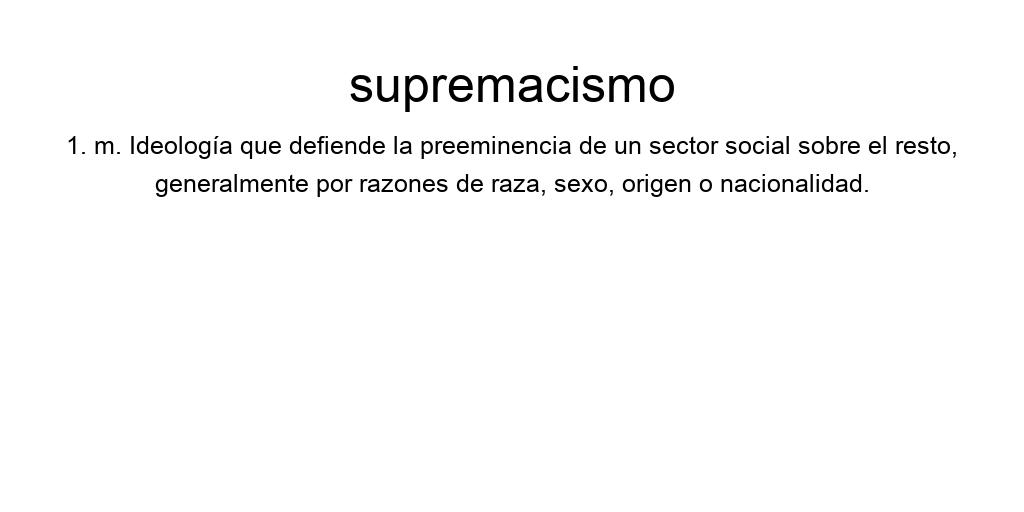 supremacismo
1. m. Ideología que defiende la preeminencia de un sector social sobre el resto,
generalmente por razones de raza, sexo, origen o nacionalidad.